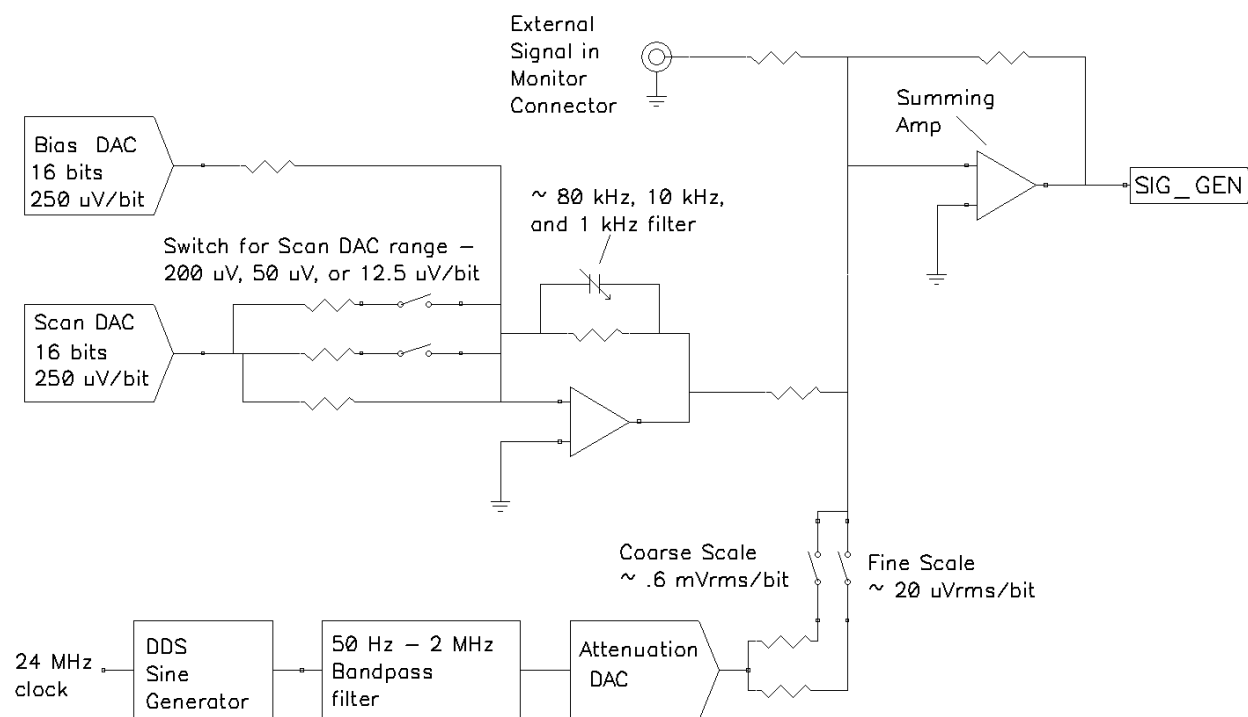 External
Signal in
Monitor
Connector
Summing
Amp
Bias DAC
16 bits
250 uV/bit
SIG_GEN
~ 80 kHz, 10 kHz,
and 1 kHz filter
Switch for Scan DAC range –
200 uV, 50 uV, or 12.5 uV/bit
Scan DAC
16 bits
250 uV/bit
Coarse Scale
~ .6 mVrms/bit
Fine Scale
~ 20 uVrms/bit
24 MHz
clock
DDS
Sine
Generator
50 Hz – 2 MHz
Bandpass
filter
Attenuation
DAC